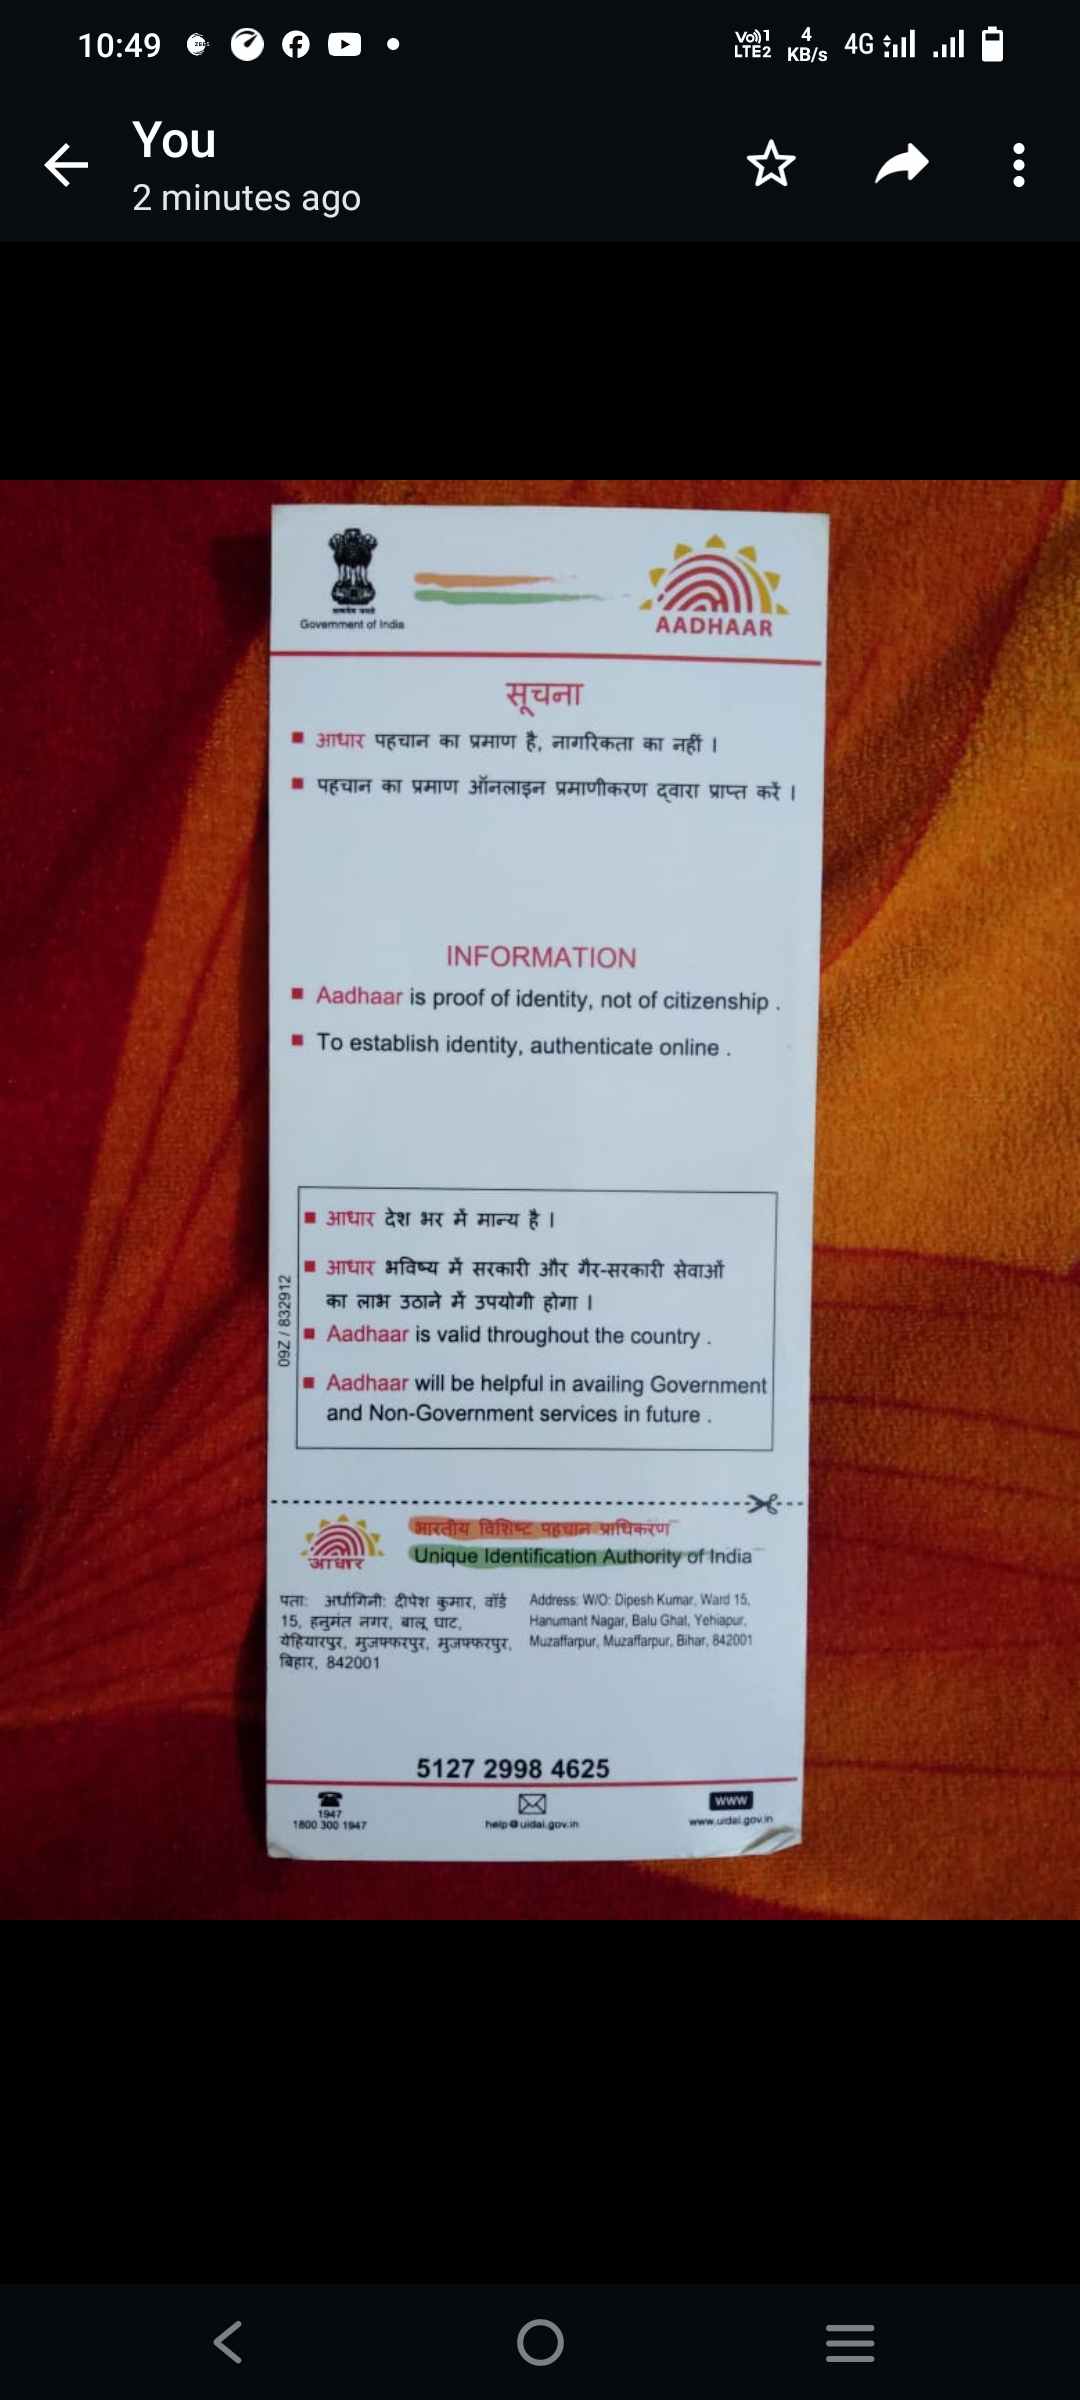 10:49
Vo)) 1
LTE2
4
KB/s
4G
You
2 minutes ago
सत्यमेव जयते
Government of India
AADHAAR
सूचना
आधार पहचान का प्रमाण है, नागरिकता का नहीं ।
पहचान का प्रमाण ऑनलाइन प्रमाणीकरण द्वारा प्राप्त करें ।
INFORMATION
Aadhaar is proof of identity, not of citizenship .
To establish identity, authenticate online .
आधार देश भर में मान्य है ।
आधार भविष्य में सरकारी और गैर-सरकारी सेवाओं
का लाभ उठाने में उपयोगी होगा ।
Aadhaar is valid throughout the country .
Aadhaar will be helpful in availing Government
and Non-Government services in future .
09Z / 832912
आधार
भारतीय विशिष्ट पहचान प्राधिकरण
Unique Identification Authority of India
पता: अर्धांगिनी: दीपेश कुमार, वॉर्ड
15, हनुमंत नगर, बालू घाट,
येहियारपुर, मुजफ्फरपुर, मुजफ्फरपुर,
बिहार, 842001
Address: W/O: Dipesh Kumar, Ward 15,
Hanumant Nagar, Balu Ghat, Yehiapur,
Muzaffarpur, Muzaffarpur, Bihar, 842001
5127 2998 4625
1947
1800 300 1947
help@uidai.gov.in
www
www.uidai.gov.in